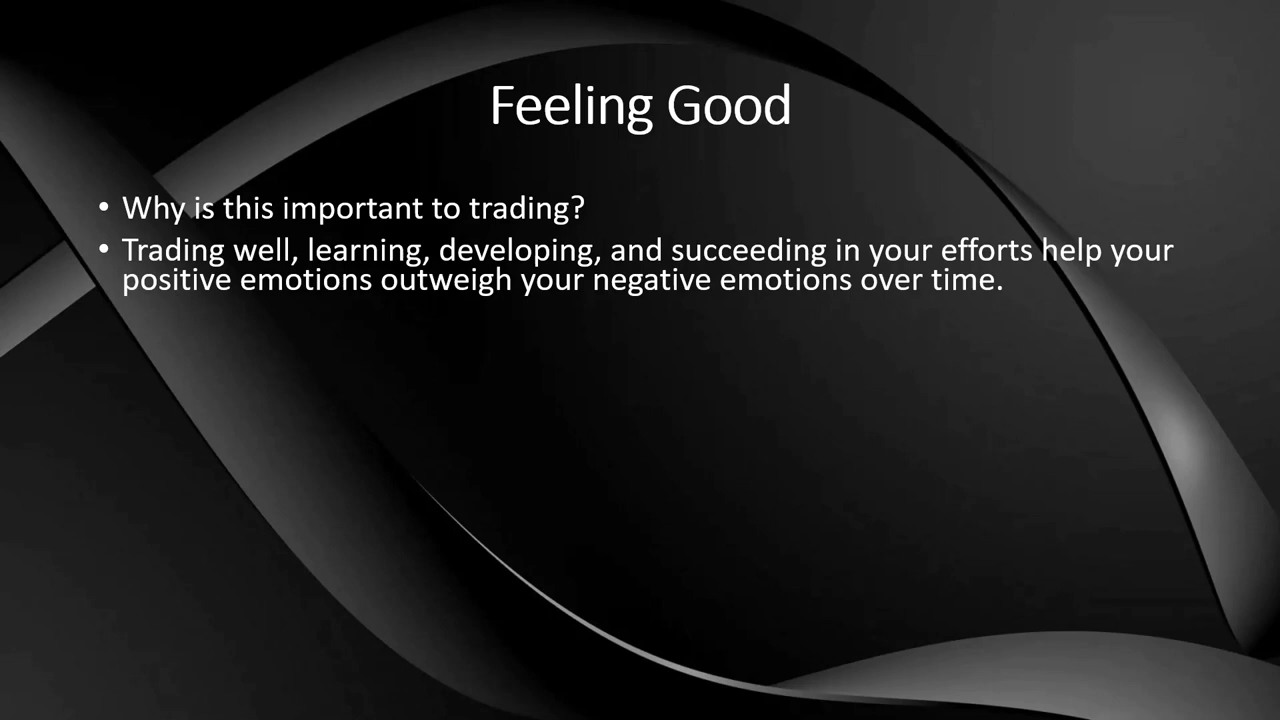 Feeling Good
• Why is this important to trading?
• Trading well, learning, developing, and succeeding in your efforts help your
positive emotions outweigh your negative emotions over time.